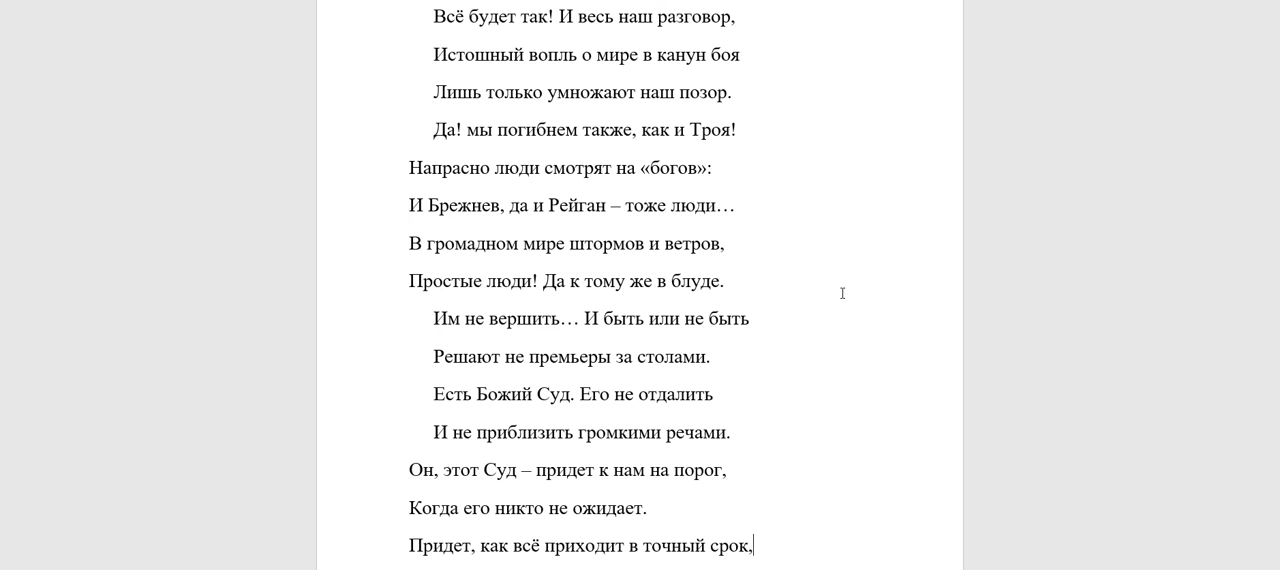 Всё будет так! И весь наш разговор,
Истошный вопль о мире в канун боя
Лишь только умножают наш позор.
Да! мы погибнем также, как и Троя!
Напрасно люди смотрят на «богов»:
И Брежнев, да и Рейган – тоже люди…
В громадном мире штормов и ветров,
Простые люди! Да к тому же в блуде.
Им не вершить… И быть или не быть
Решают не премьеры за столами.
Есть Божий Суд. Его не отдалить
И не приблизить громкими речами.
Он, этот Суд – придет к нам на порог,
Когда его никто не ожидает.
Придет, как всё приходит в точный срок,